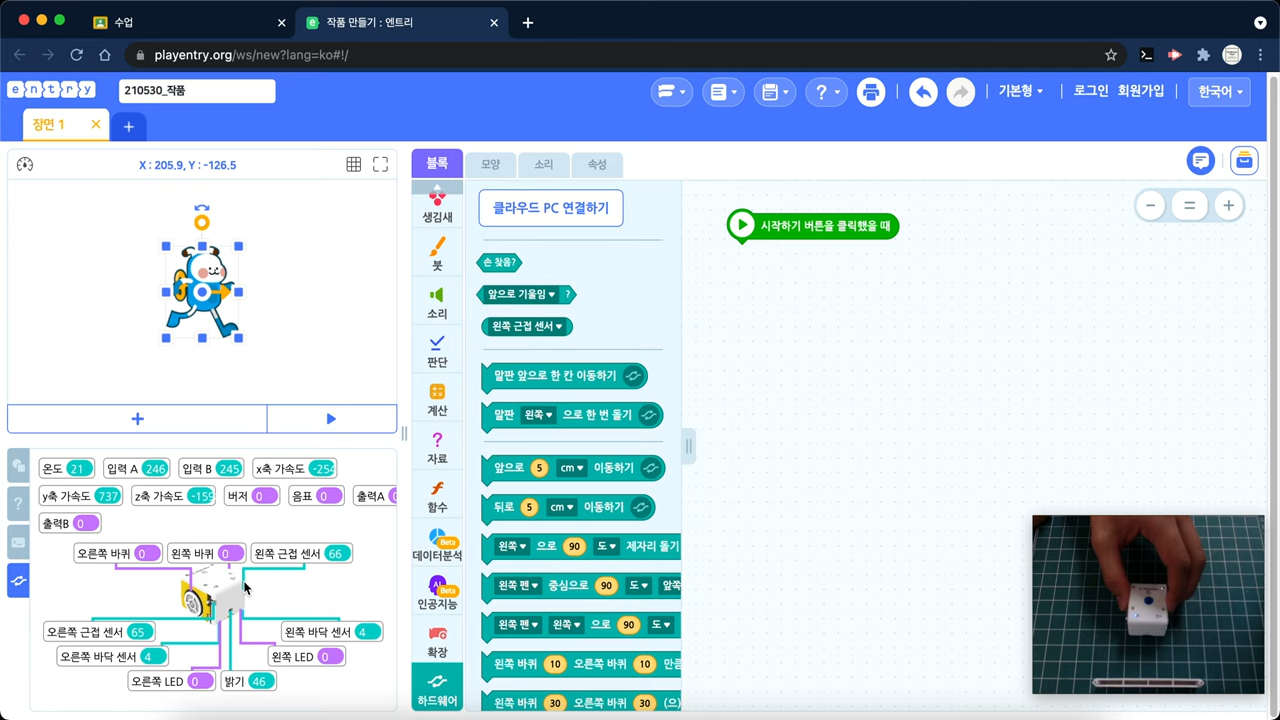 수업
작품 만들기 : 엔트리
playentry.org/ws/new?lang=ko#!/
entry
210530_작품
기본형
로그인 회원가입
한국어
장면 1
X : 205.9, Y : -126.5
블록
모양
소리
속성
생김새
붓
소리
판단
계산
자료
함수
데이터분석
Beta
인공지능
AI
Beta
확장
하드웨어
클라우드 PC 연결하기
손 찾음?
앞으로 기울임 ?
왼쪽 근접 센서
말판 앞으로 한 칸 이동하기
말판 왼쪽 으로 한 번 돌기
앞으로 5 cm 이동하기
뒤로 5 cm 이동하기
왼쪽 으로 90 도 제자리 돌기
왼쪽 펜 중심으로 90 도 앞쪽
왼쪽 펜 왼쪽 으로 90 도
왼쪽 바퀴 10 오른쪽 바퀴 10 만큼
왼쪽 바퀴 30 오른쪽 바퀴 30 (으)
시작하기 버튼을 클릭했을 때
온도 21 입력 A 246 입력 B 245 x축 가속도 -254
y축 가속도 737 z축 가속도 -159 버저 0 음표 0 출력A 0
출력B 0
오른쪽 바퀴 0 왼쪽 바퀴 0 왼쪽 근접 센서 66
오른쪽 근접 센서 65 왼쪽 바닥 센서 4
오른쪽 바닥 센서 4 왼쪽 LED 0
오른쪽 LED 0 밝기 46